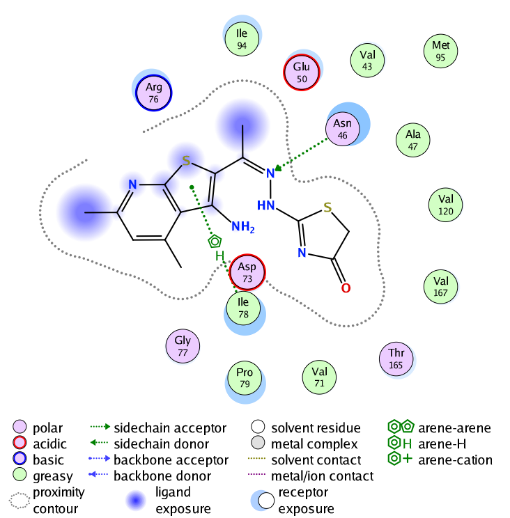 Ile
94
Met
95
Val
43
Glu
50
Arg
76
Asn
46
Ala
47
S
N
N
HN
S
NH₂
N
O
Val
120
H
Asp
73
Ile
78
Val
167
Gly
77
Thr
165
Pro
79
Val
71
polar
acidic
basic
greasy
proximity
contour
sidechain acceptor
sidechain donor
backbone acceptor
backbone donor
ligand
exposure
solvent residue
metal complex
solvent contact
metal/ion contact
receptor
exposure
arene-arene
H arene-H
+ arene-cation